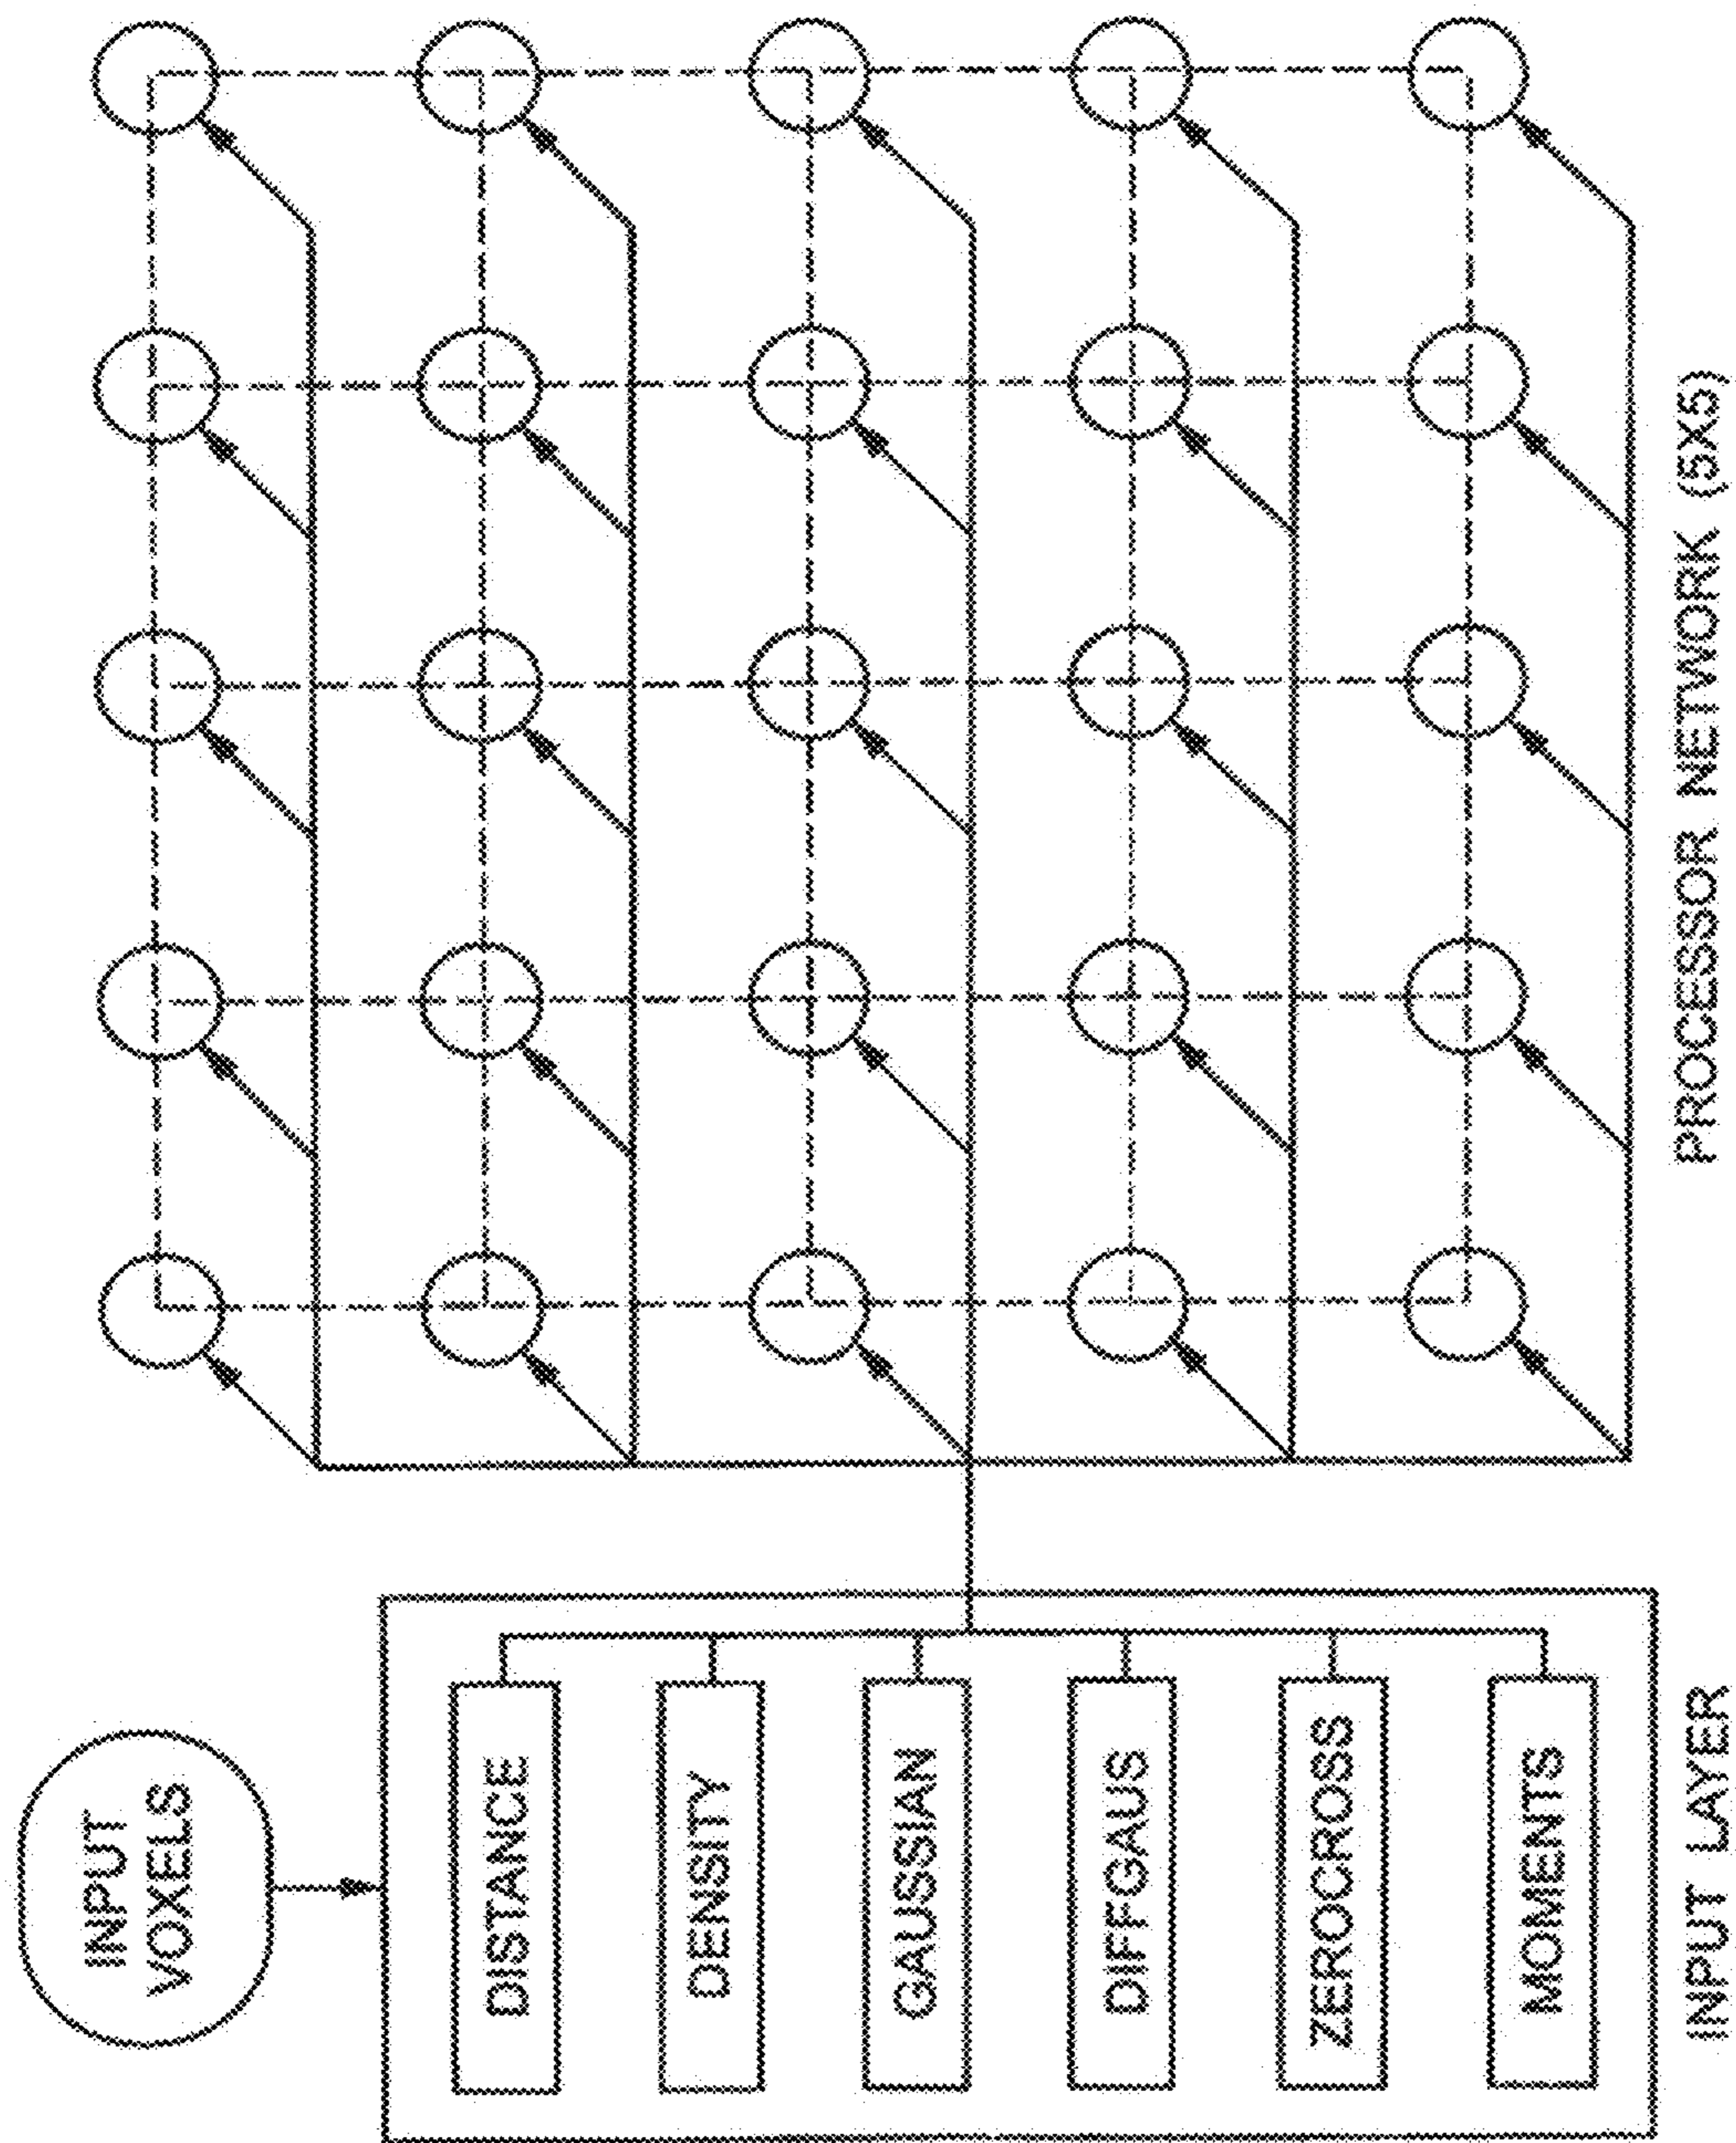 INPUT
VOXELS
DISTANCE
DENSITY
GAUSSIAN
DIFFGAUS
ZEROCROSS
MOMENTS
INPUT LAYER
PROCESSOR NETWORK (5X5)